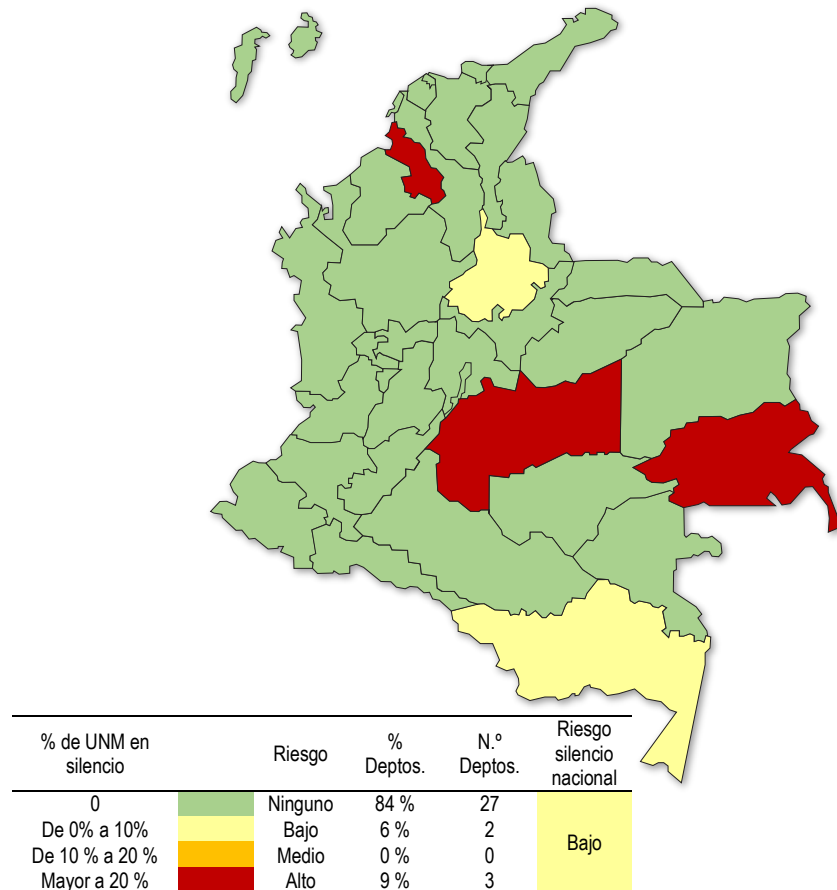 % de UNM en silencio Riesgo % Deptos. N.º Deptos. Riesgo silencio nacional
0 Ninguno 84 % 27
De 0% a 10% Bajo 6 % 2 Bajo
De 10 % a 20 % Medio 0 % 0
Mayor a 20 % Alto 9 % 3